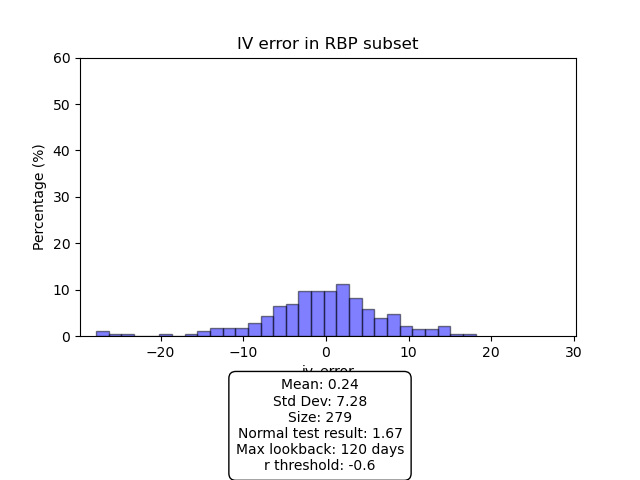 IV error in RBP subset
60
50
40
30
20
10
0
Percentage (%)
−20
−10
0
10
20
30
iv_error
Mean: 0.24
Std Dev: 7.28
Size: 279
Normal test result: 1.67
Max lookback: 120 days
r threshold: -0.6